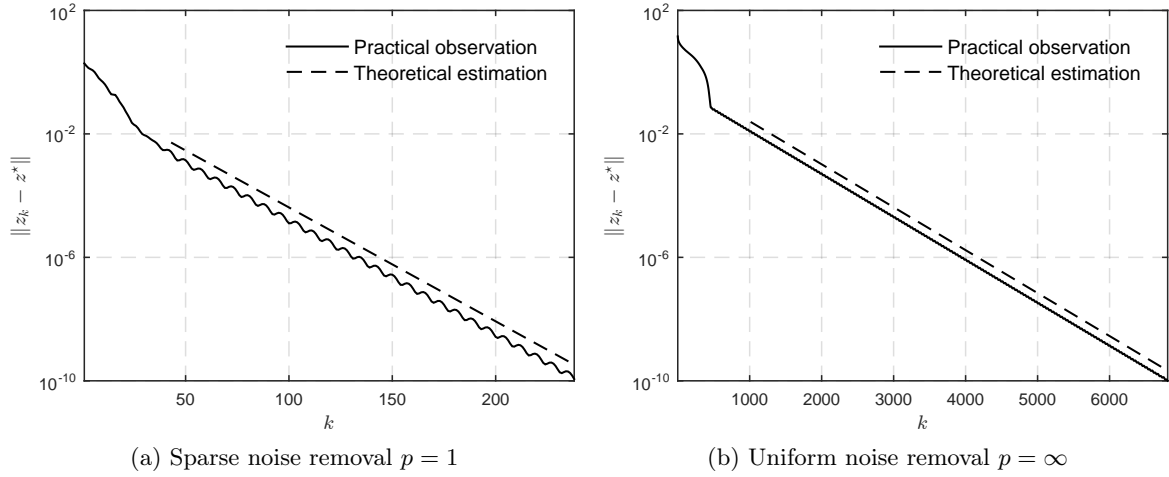 10^2
10^-2
10^-6
10^-10
‖z_k − z^⋆‖
Practical observation
Theoretical estimation
50 100 150 200
k
(a) Sparse noise removal p = 1
10^2
10^-2
10^-6
10^-10
‖z_k − z^⋆‖
Practical observation
Theoretical estimation
1000 2000 3000 4000 5000 6000
k
(b) Uniform noise removal p = ∞